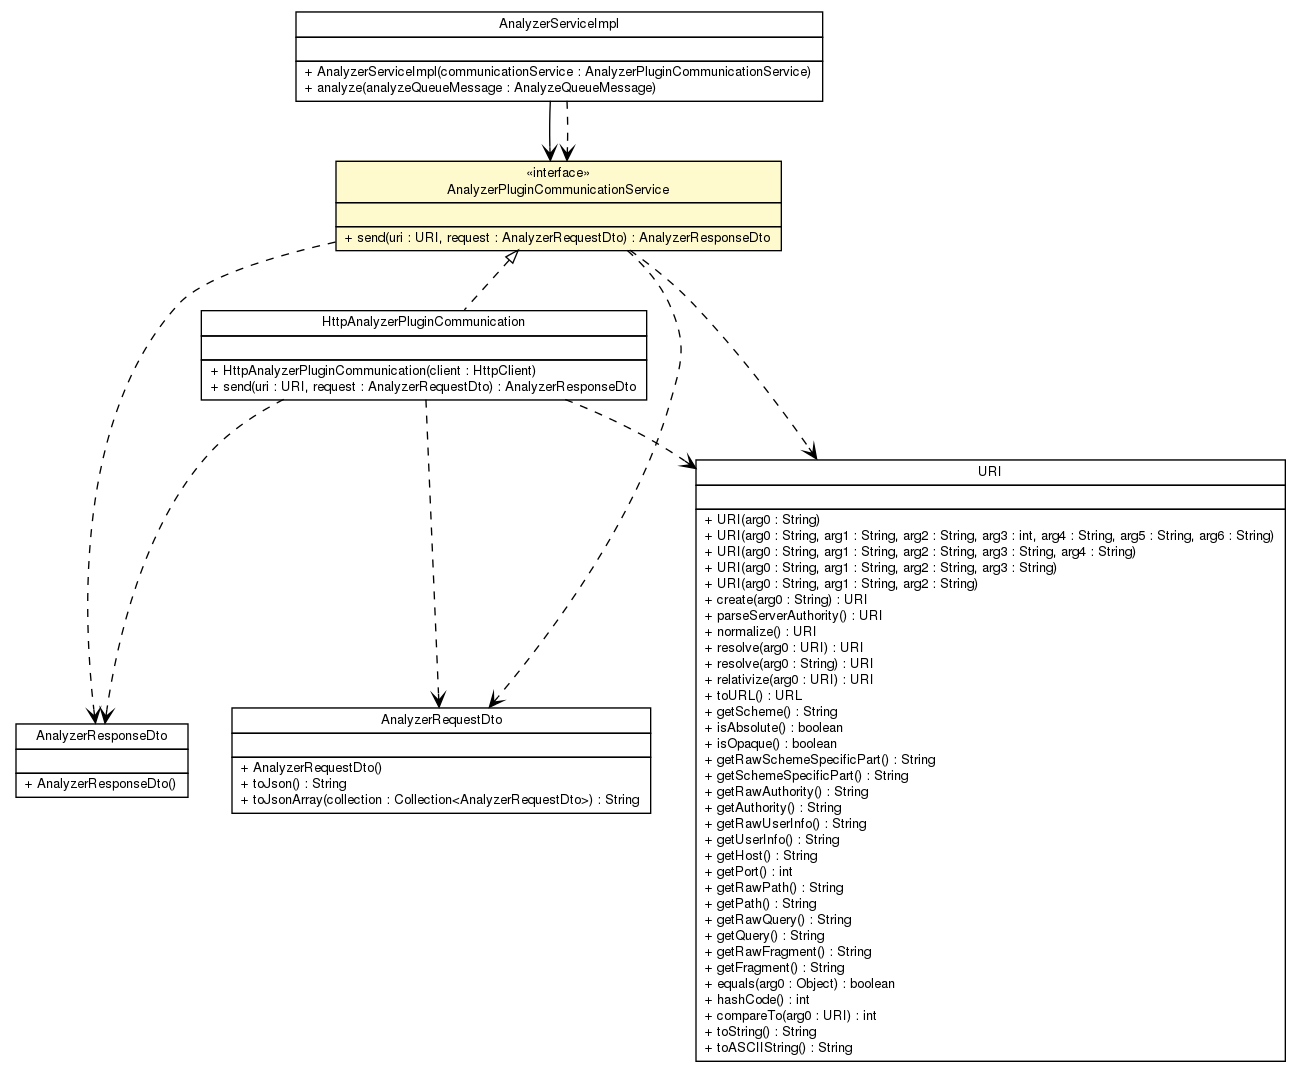 AnalyzerServiceImpl
+ AnalyzerServiceImpl(communicationService : AnalyzerPluginCommunicationService)
+ analyze(analyzeQueueMessage : AnalyzeQueueMessage)
«interface»
AnalyzerPluginCommunicationService
+ send(uri : URI, request : AnalyzerRequestDto) : AnalyzerResponseDto
HttpAnalyzerPluginCommunication
+ HttpAnalyzerPluginCommunication(client : HttpClient)
+ send(uri : URI, request : AnalyzerRequestDto) : AnalyzerResponseDto
URI
+ URI(arg0 : String)
+ URI(arg0 : String, arg1 : String, arg2 : String, arg3 : int, arg4 : String, arg5 : String, arg6 : String)
+ URI(arg0 : String, arg1 : String, arg2 : String, arg3 : String, arg4 : String)
+ URI(arg0 : String, arg1 : String, arg2 : String, arg3 : String)
+ URI(arg0 : String, arg1 : String, arg2 : String)
+ create(arg0 : String) : URI
+ parseServerAuthority() : URI
+ normalize() : URI
+ resolve(arg0 : URI) : URI
+ resolve(arg0 : String) : URI
+ relativize(arg0 : URI) : URI
+ toURL() : URL
+ getScheme() : String
+ isAbsolute() : boolean
+ isOpaque() : boolean
+ getRawSchemeSpecificPart() : String
+ getSchemeSpecificPart() : String
+ getRawAuthority() : String
+ getAuthority() : String
+ getRawUserInfo() : String
+ getUserInfo() : String
+ getHost() : String
+ getPort() : int
+ getRawPath() : String
+ getPath() : String
+ getRawQuery() : String
+ getQuery() : String
+ getRawFragment() : String
+ getFragment() : String
+ equals(arg0 : Object) : boolean
+ hashCode() : int
+ compareTo(arg0 : URI) : int
+ toString() : String
+ toASCIIString() : String
AnalyzerResponseDto
+ AnalyzerResponseDto()
AnalyzerRequestDto
+ AnalyzerRequestDto()
+ toJson() : String
+ toJsonArray(collection : Collection<AnalyzerRequestDto>) : String